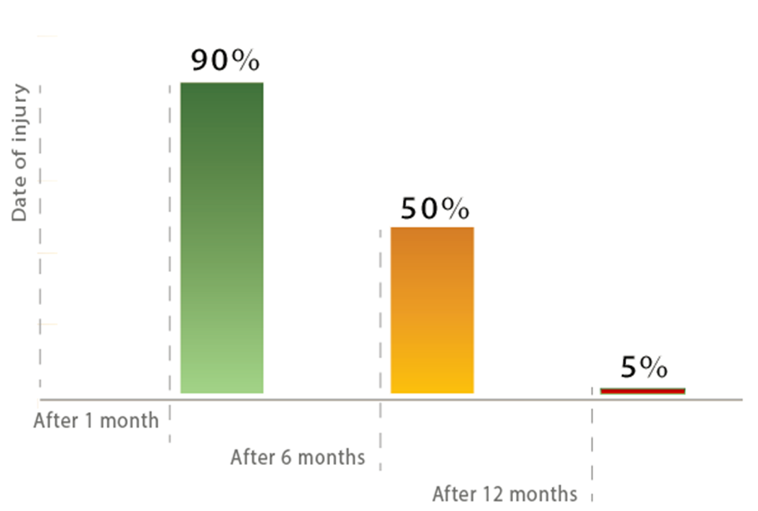 90%
Date of injury
50%
5%
After 1 month
After 6 months
After 12 months